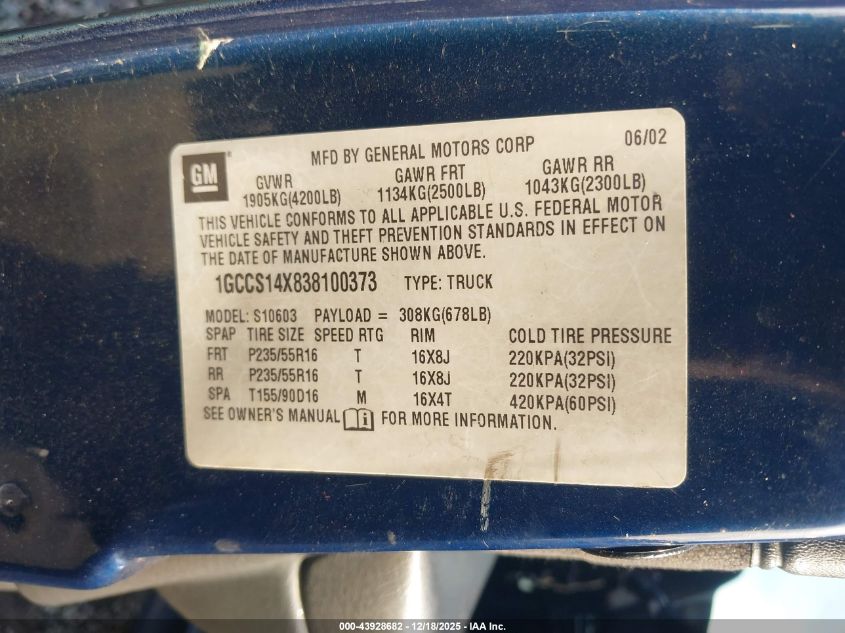 MFD BY GENERAL MOTORS CORP 06/02
GM
GVWR GAWR FRT GAWR RR
1905KG(4200LB) 1134KG(2500LB) 1043KG(2300LB)
THIS VEHICLE CONFORMS TO ALL APPLICABLE U.S. FEDERAL MOTOR
VEHICLE SAFETY AND THEFT PREVENTION STANDARDS IN EFFECT ON
THE DATE OF MANUFACTURE SHOWN ABOVE.
1GCCS14X838100373 TYPE: TRUCK
MODEL: S10603 PAYLOAD = 308KG(678LB)
SPAP TIRE SIZE SPEED RTG RIM COLD TIRE PRESSURE
FRT P235/55R16 T 16X8J 220KPA(32PSI)
RR P235/55R16 T 16X8J 220KPA(32PSI)
SPA T155/90D16 M 16X4T 420KPA(60PSI)
SEE OWNER'S MANUAL FOR MORE INFORMATION.
000-43928682 - 12/18/2025 - IAA Inc.